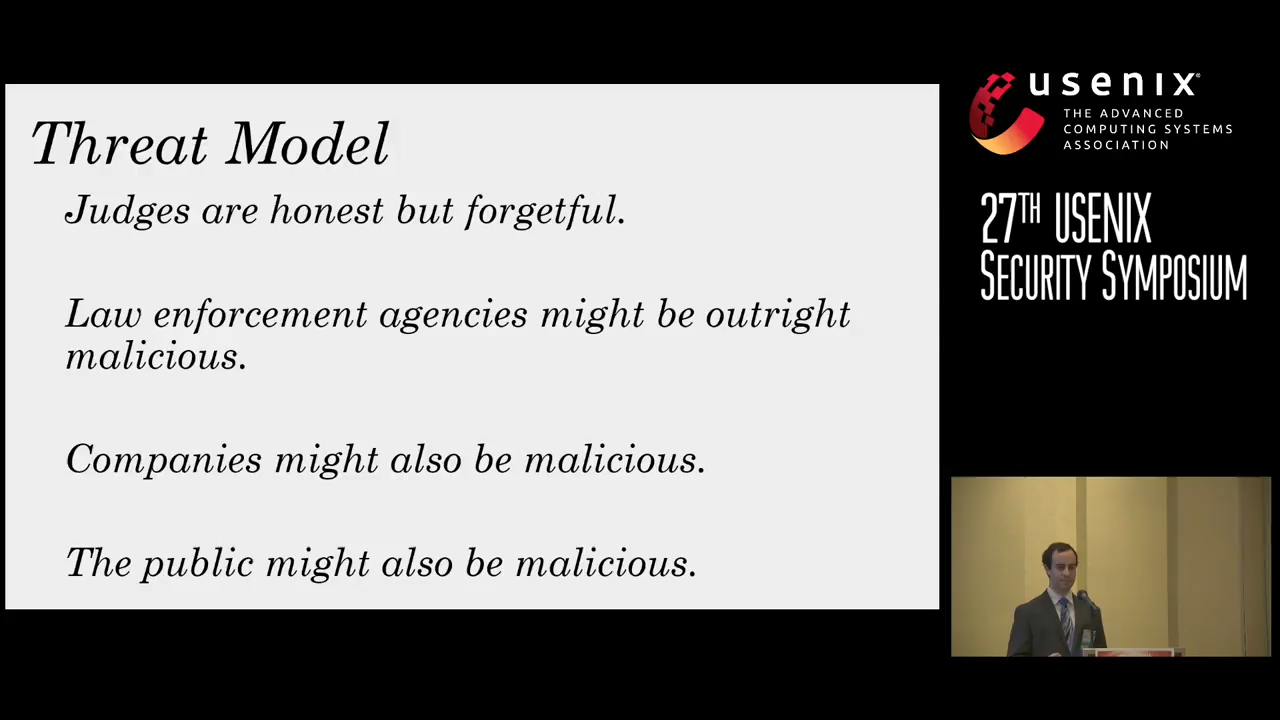 Threat Model
Judges are honest but forgetful.
Law enforcement agencies might be outright
malicious.
Companies might also be malicious.
The public might also be malicious.
usenix
THE ADVANCED
COMPUTING SYSTEMS
ASSOCIATION
27TH USENIX
SECURITY SYMPOSIUM